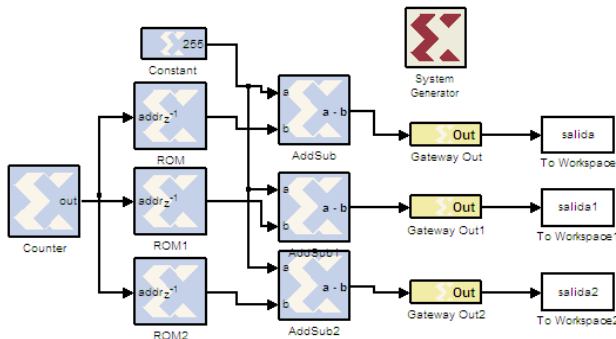 255
Constant
System
Generator
addr z-1
ROM
a
b
a - b
AddSub
Out
Gateway Out
salida
To Workspace
out
Counter
addr z-1
ROM1
a
b
a - b
AddSub1
Out
Gateway Out1
salida1
To Workspace1
addr z-1
ROM2
a
b
a - b
AddSub2
Out
Gateway Out2
salida2
To Workspace2